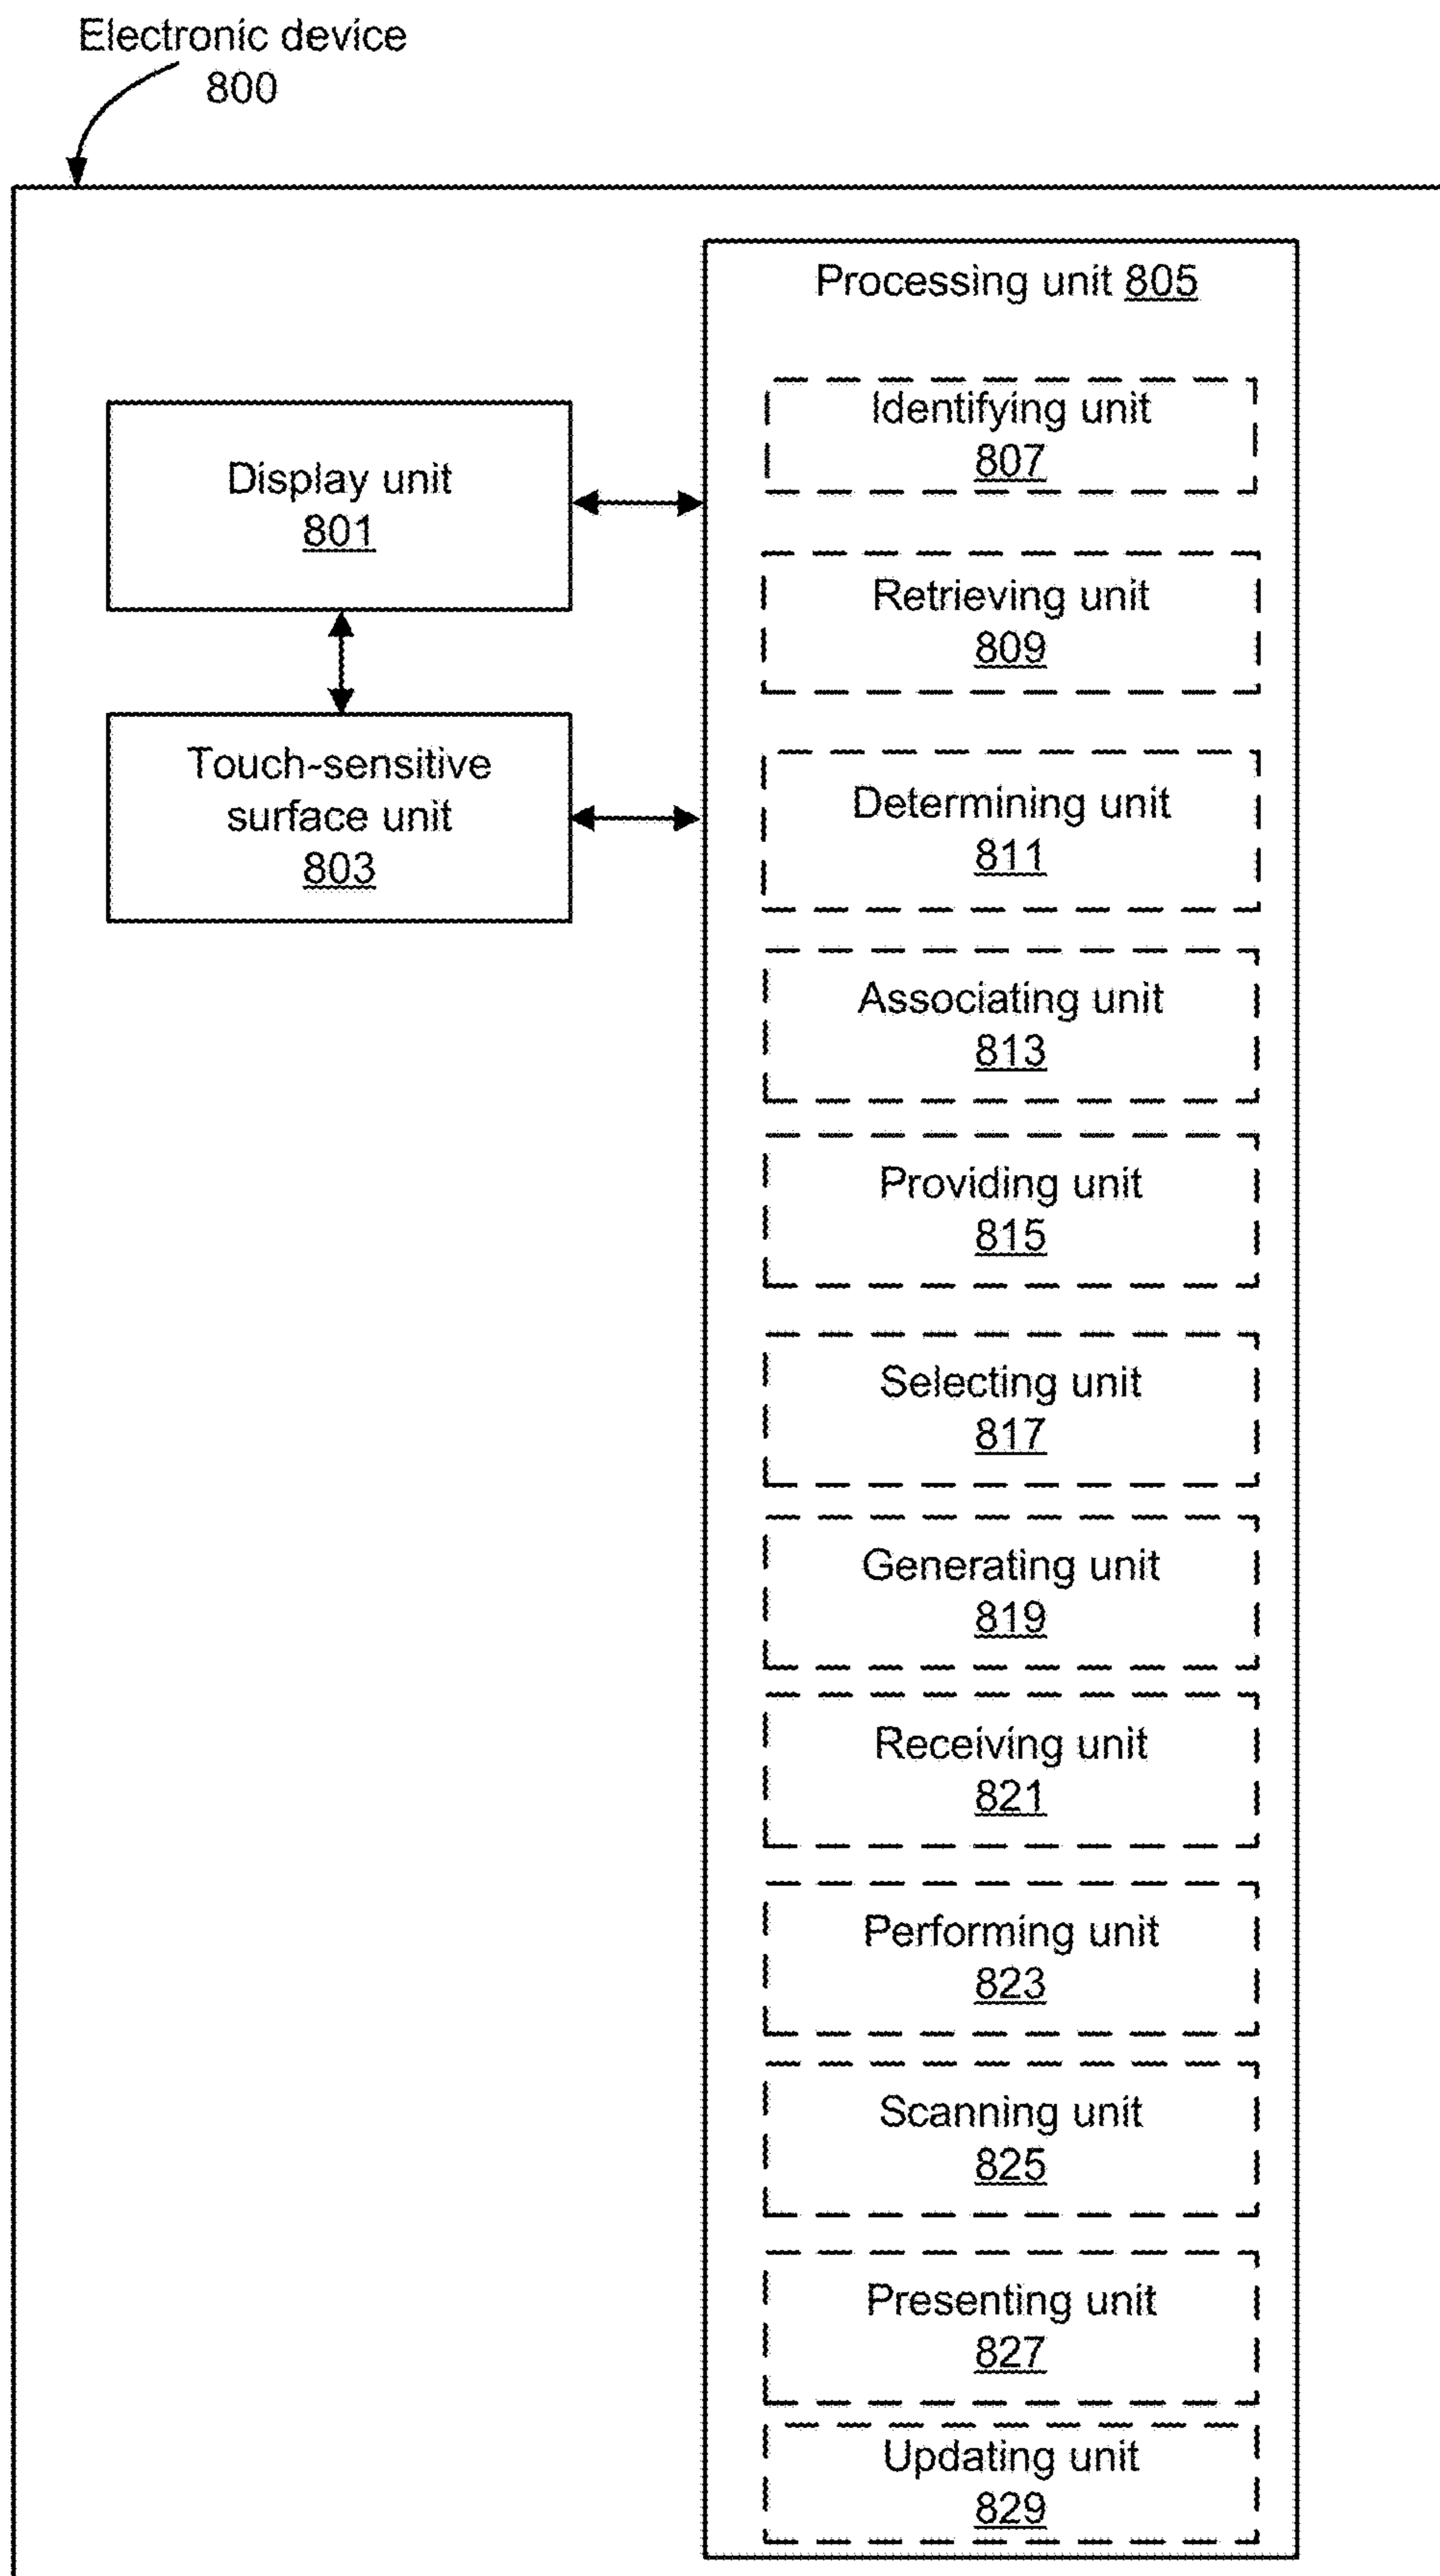 Electronic device
800
Processing unit 805
Display unit
801
Touch-sensitive
surface unit
803
Identifying unit
807
Retrieving unit
809
Determining unit
811
Associating unit
813
Providing unit
815
Selecting unit
817
Generating unit
819
Receiving unit
821
Performing unit
823
Scanning unit
825
Presenting unit
827
Updating unit
829